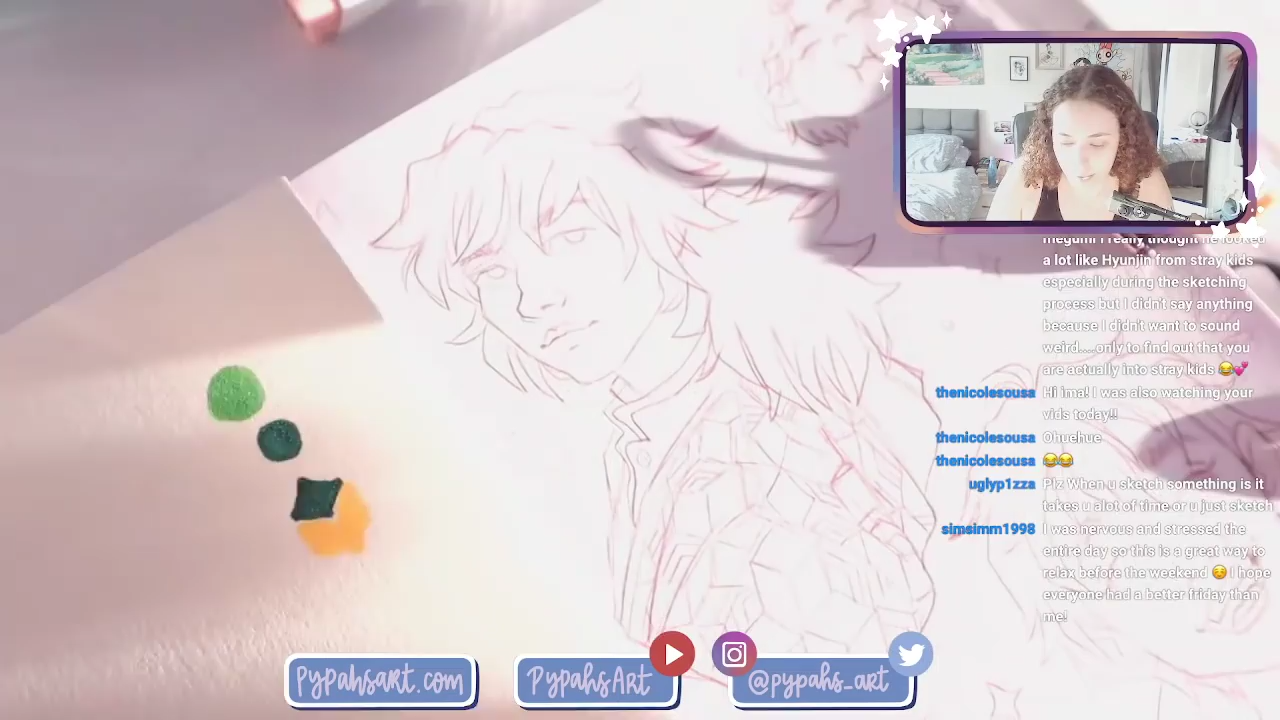 megumi I really thought he looked
a lot like Hyunjin from stray kids
especially during the sketching
process but I didn't say anything
because I didn't want to sound
weird....only to find out that you
are actually into stray kids 😂💕
thenicolesousa Hi ima! I was also watching your
vids today!!
thenicolesousa Ohuehue
thenicolesousa 😂😂
uglyp1zza Plz When u sketch something is it
takes u alot of time or u just sketch
simsimm1998 I was nervous and stressed the
entire day so this is a great way to
relax before the weekend ☺️ I hope
everyone had a better friday than
me!
Pypahsart.com
PypahsArt
@pypahs_art